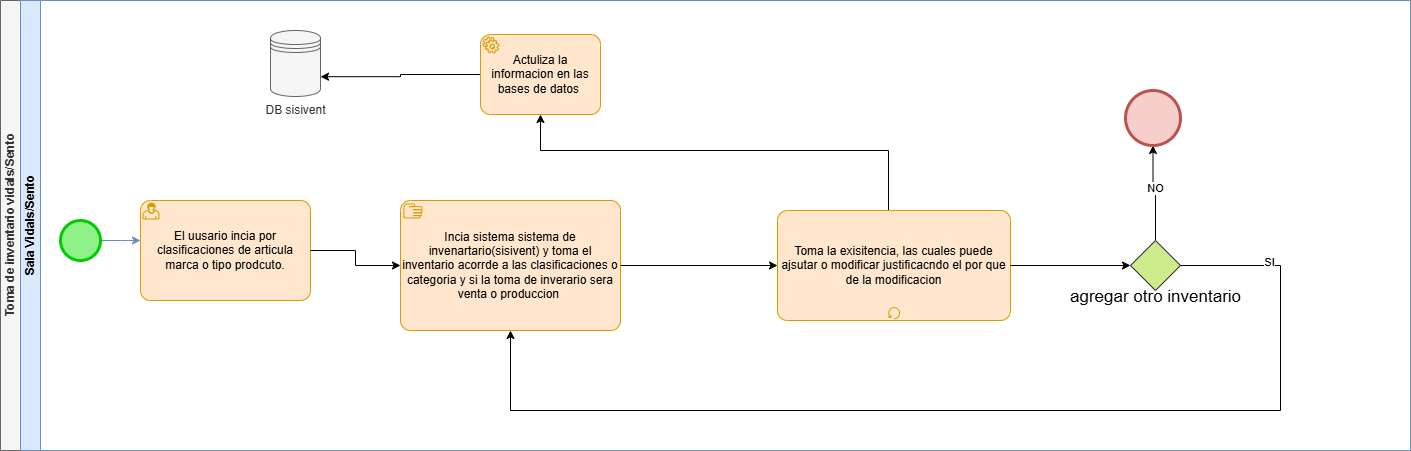 Toma de inventario vidals/Sento
Sala Vidals/Sento
DB sisivent
Actuliza la
informacion en las
bases de datos
El uusario incia por
clasificaciones de articula
marca o tipo prodcuto.
Incia sistema sistema de
invenartario(sisivent) y toma el
inventario acorrde a las clasificaciones o
categoria y si la toma de inverario sera
venta o produccion
Toma la exisitencia, las cuales puede
ajsutar o modificar justificacndo el por que
de la modificacion
NO
SI
agregar otro inventario